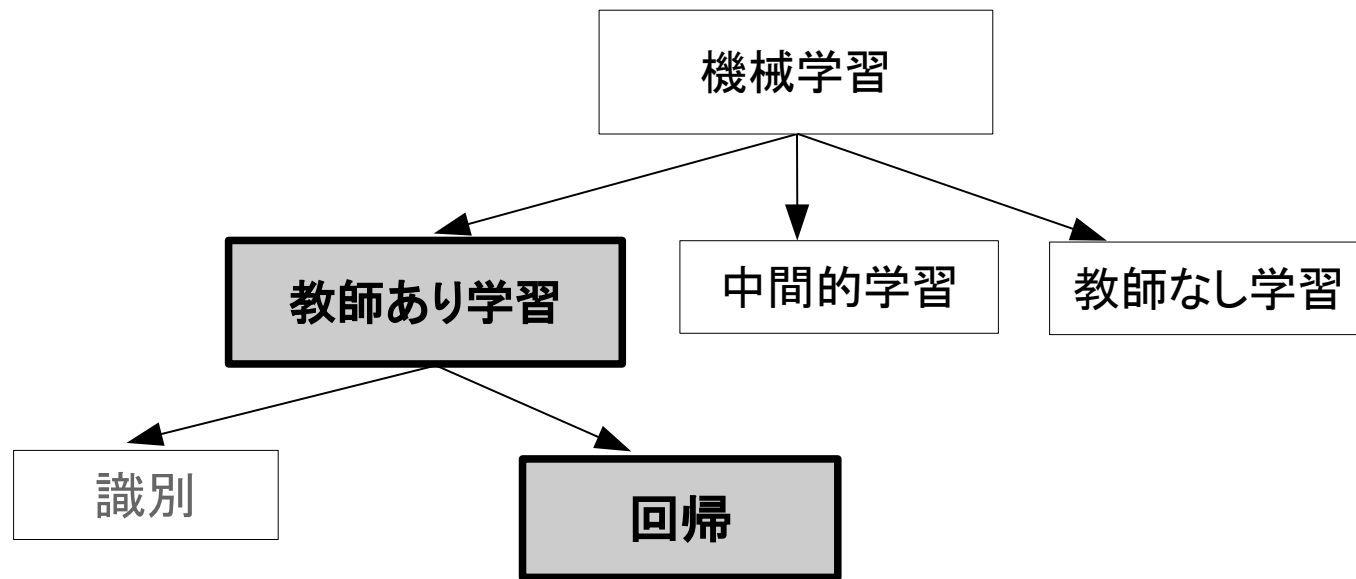 機械学習
教師あり学習
中間的学習
教師なし学習
識別
回帰